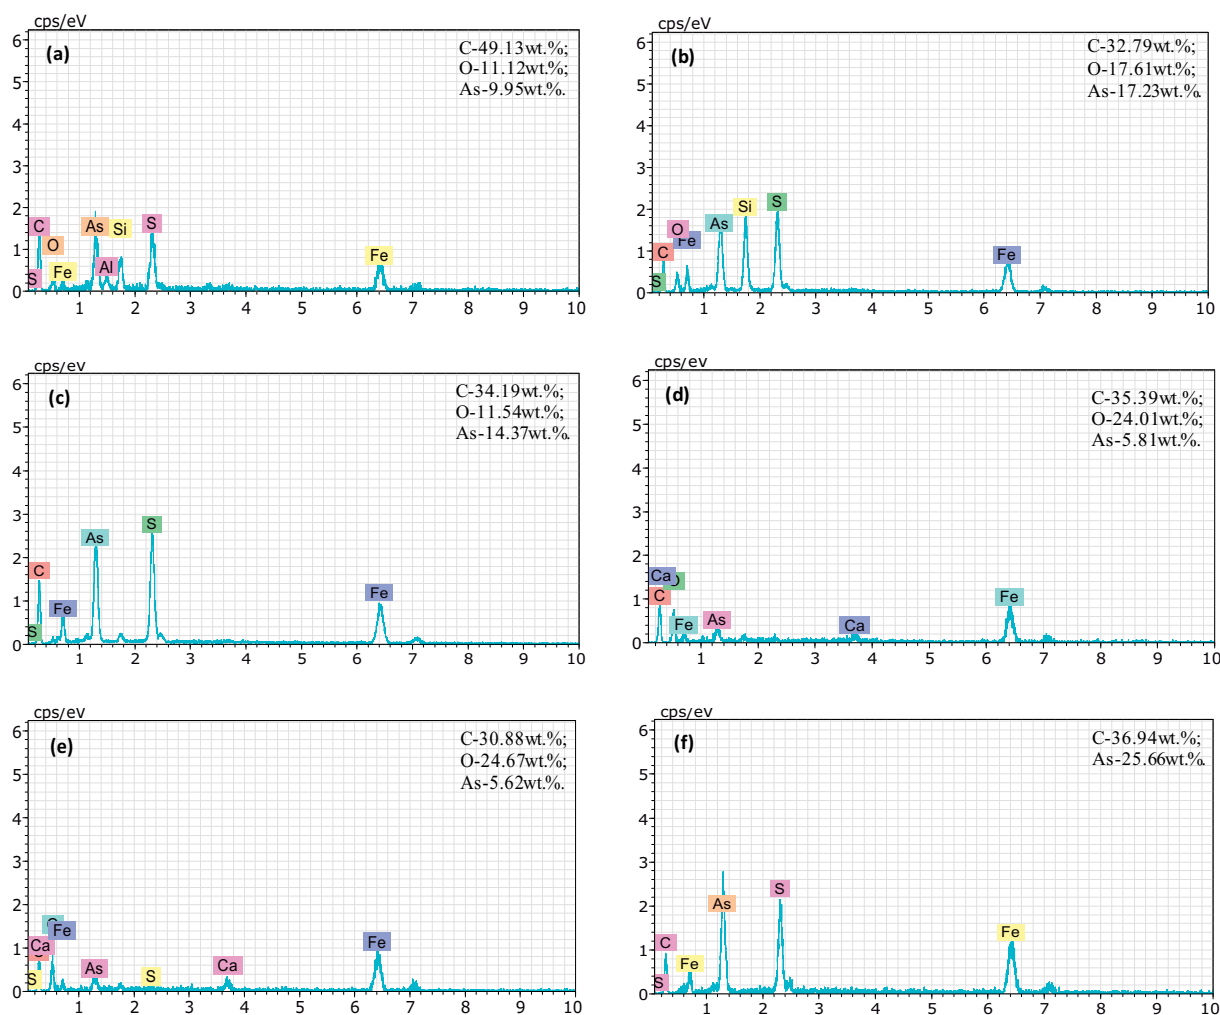 cps/eV
(a)
C-49.13wt.%;
O-11.12wt.%;
As-9.95wt.%.
6
5
4
3
2
1
0
C
O
S
Fe
As
Al
Si
S
Fe
1 2 3 4 5 6 7 8 9 10
cps/eV
(b)
C-32.79wt.%;
O-17.61wt.%;
As-17.23wt.%.
6
5
4
3
2
1
0
O
Fe
C
S
As
Si
S
Fe
1 2 3 4 5 6 7 8 9 10
cps/eV
(c)
C-34.19wt.%;
O-11.54wt.%;
As-14.37wt.%.
6
5
4
3
2
1
0
C
S
Fe
As
S
Fe
1 2 3 4 5 6 7 8 9 10
cps/eV
(d)
C-35.39wt.%;
O-24.01wt.%;
As-5.81wt.%.
6
5
4
3
2
1
0
Ca
O
C
Fe
As
Ca
Fe
1 2 3 4 5 6 7 8 9 10
cps/eV
(e)
C-30.88wt.%;
O-24.67wt.%;
As-5.62wt.%.
6
5
4
3
2
1
0
Fe
Ca
S
As
S
Ca
Fe
1 2 3 4 5 6 7 8 9 10
cps/eV
(f)
C-36.94wt.%;
As-25.66wt.%.
6
5
4
3
2
1
0
C
S
Fe
As
S
Fe
1 2 3 4 5 6 7 8 9 10